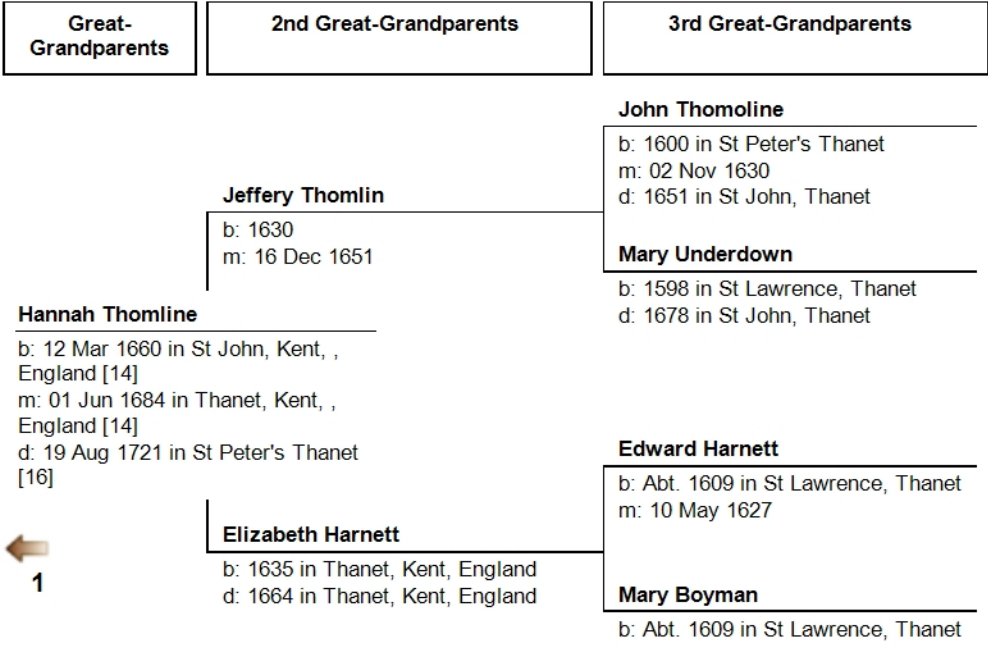 Great-
Grandparents
2nd Great-Grandparents
3rd Great-Grandparents
John Thomoline
b: 1600 in St Peter's Thanet
m: 02 Nov 1630
d: 1651 in St John, Thanet
Jeffery Thomlin
b: 1630
m: 16 Dec 1651
Mary Underdown
b: 1598 in St Lawrence, Thanet
d: 1678 in St John, Thanet
Hannah Thomline
b: 12 Mar 1660 in St John, Kent, ,
England [14]
m: 01 Jun 1684 in Thanet, Kent, ,
England [14]
d: 19 Aug 1721 in St Peter's Thanet
[16]
Edward Harnett
b: Abt. 1609 in St Lawrence, Thanet
m: 10 May 1627
Elizabeth Harnett
b: 1635 in Thanet, Kent, England
d: 1664 in Thanet, Kent, England
1
Mary Boyman
b: Abt. 1609 in St Lawrence, Thanet